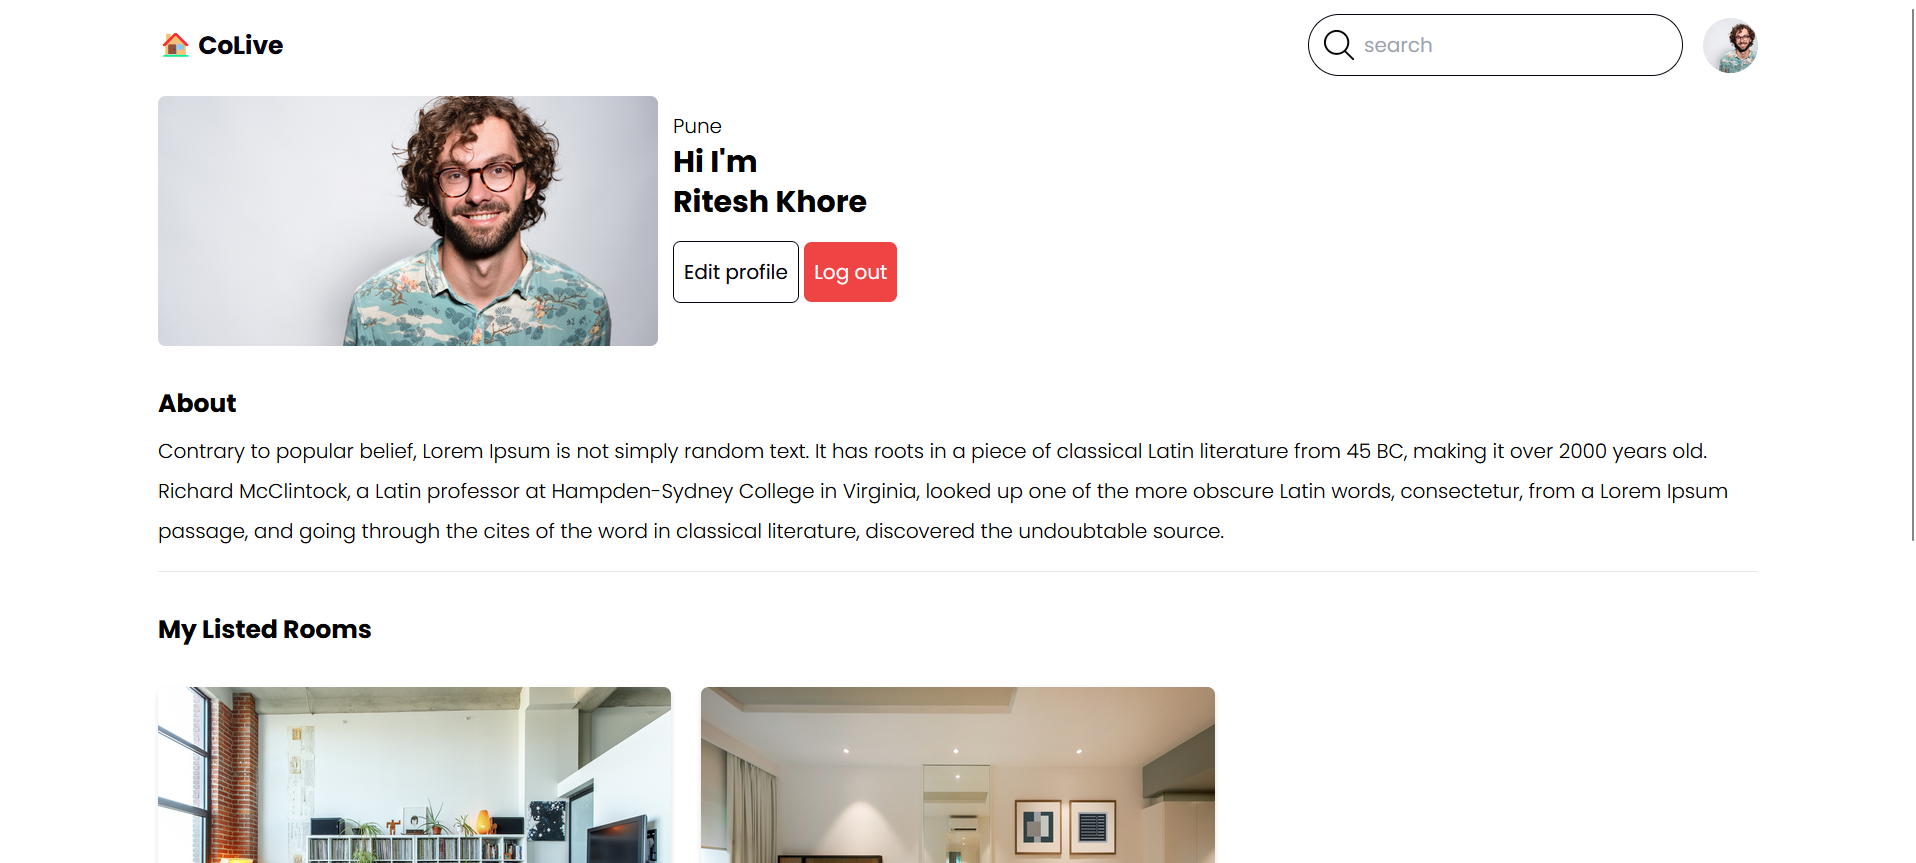 CoLive
search
Pune
Hi I'm
Ritesh Khore
Edit profile
Log out
About
Contrary to popular belief, Lorem Ipsum is not simply random text. It has roots in a piece of classical Latin literature from 45 BC, making it over 2000 years old.
Richard McClintock, a Latin professor at Hampden-Sydney College in Virginia, looked up one of the more obscure Latin words, consectetur, from a Lorem Ipsum
passage, and going through the cites of the word in classical literature, discovered the undoubtable source.
My Listed Rooms